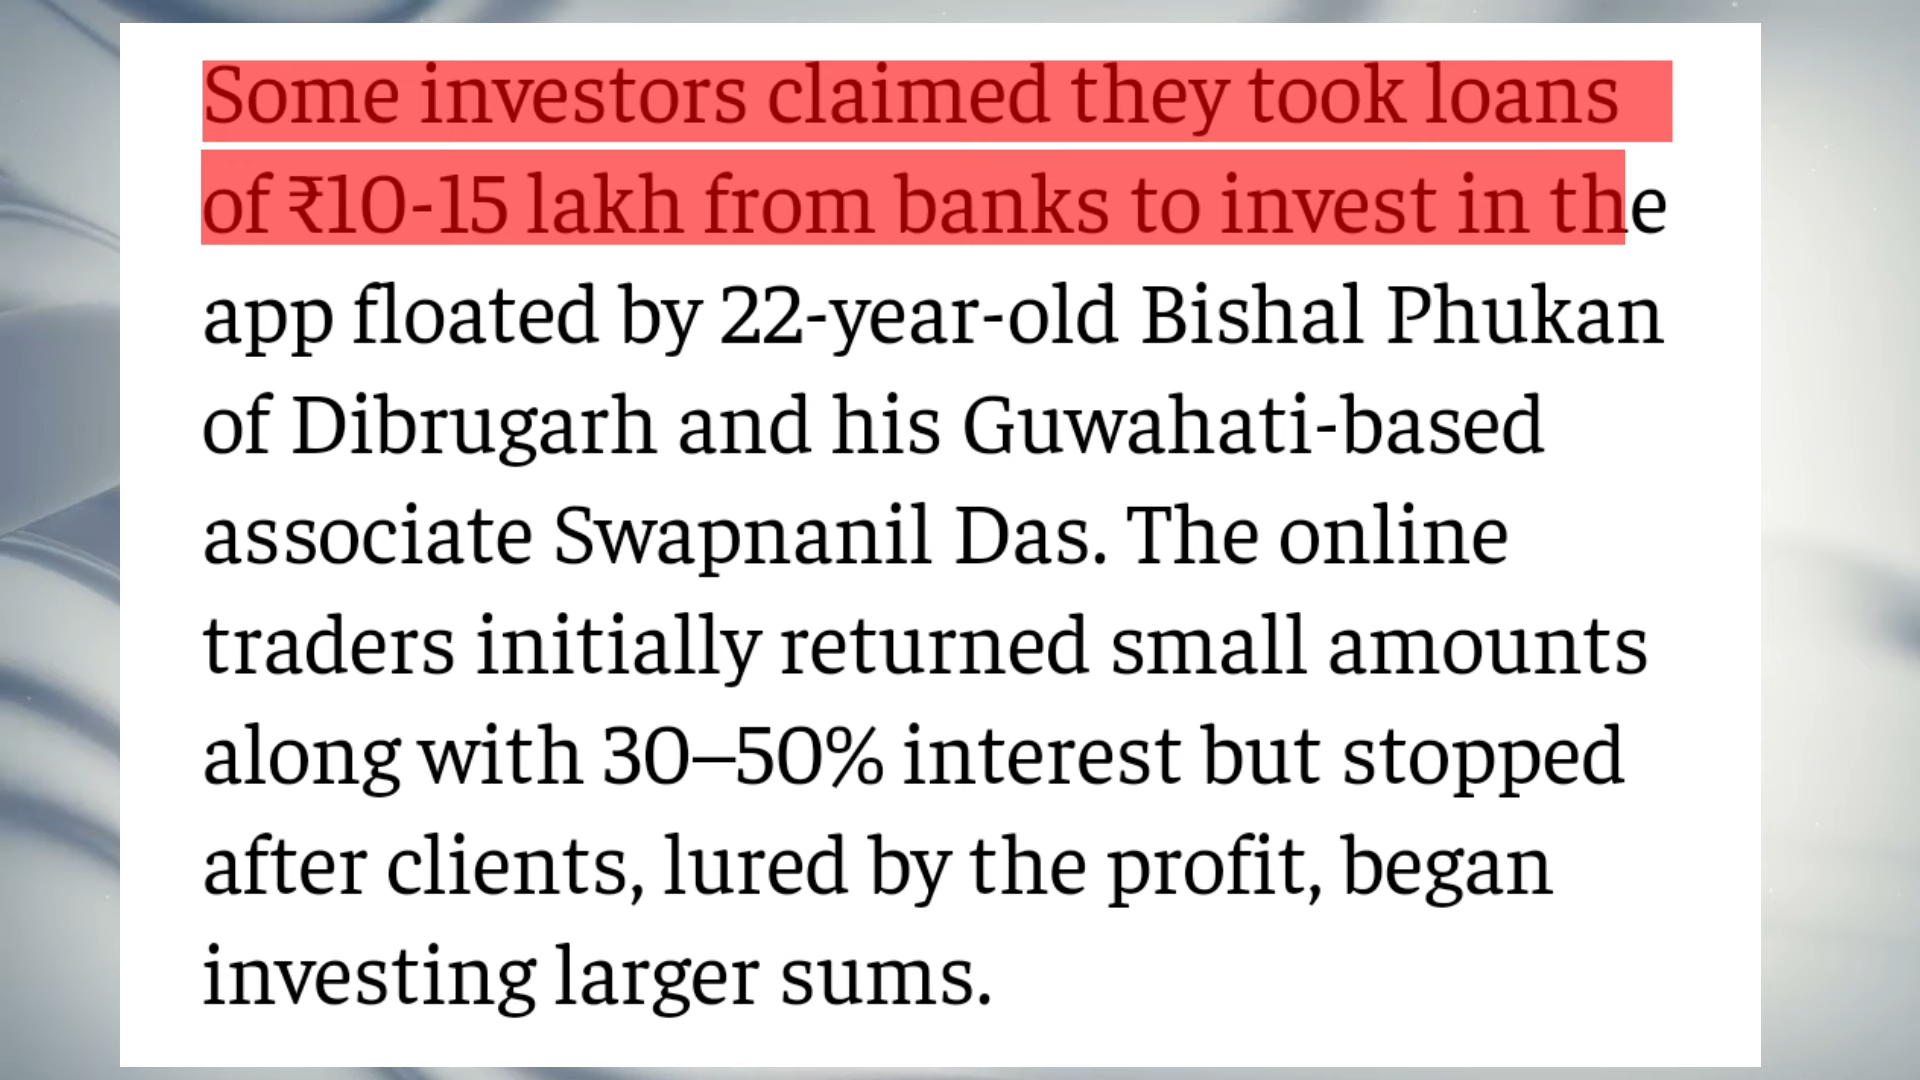 Some investors claimed they took loans
of ₹10-15 lakh from banks to invest in the
app floated by 22-year-old Bishal Phukan
of Dibrugarh and his Guwahati-based
associate Swapnanil Das. The online
traders initially returned small amounts
along with 30–50% interest but stopped
after clients, lured by the profit, began
investing larger sums.